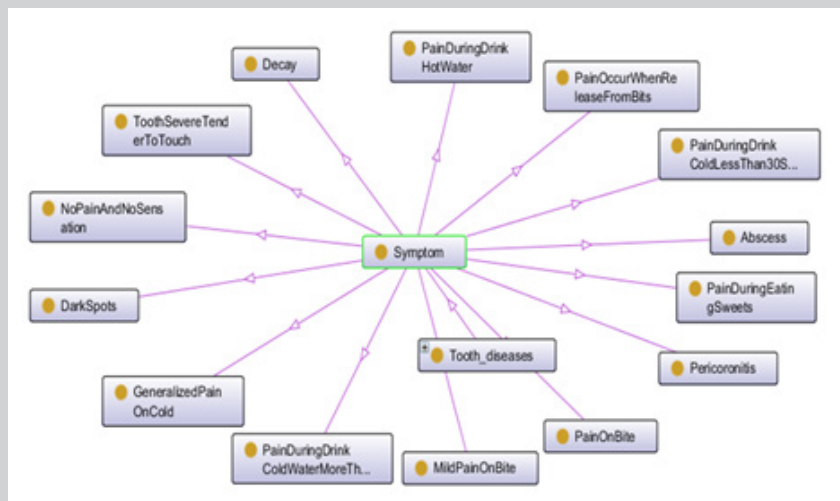 Decay
PainDuringDrink
HotWater
PainOccurWhenRe
leaseFromBits
ToothSevereTend
erToTouch
PainDuringDrink
ColdLessThan30S...
NoPainAndNoSens
ation
Symptom
Abscess
DarkSpots
PainDuringEatin
gSweets
Tooth_diseases
Pericoronitis
GeneralizedPain
OnCold
PainDuringDrink
ColdWaterMoreTh...
MildPainOnBite
PainOnBite